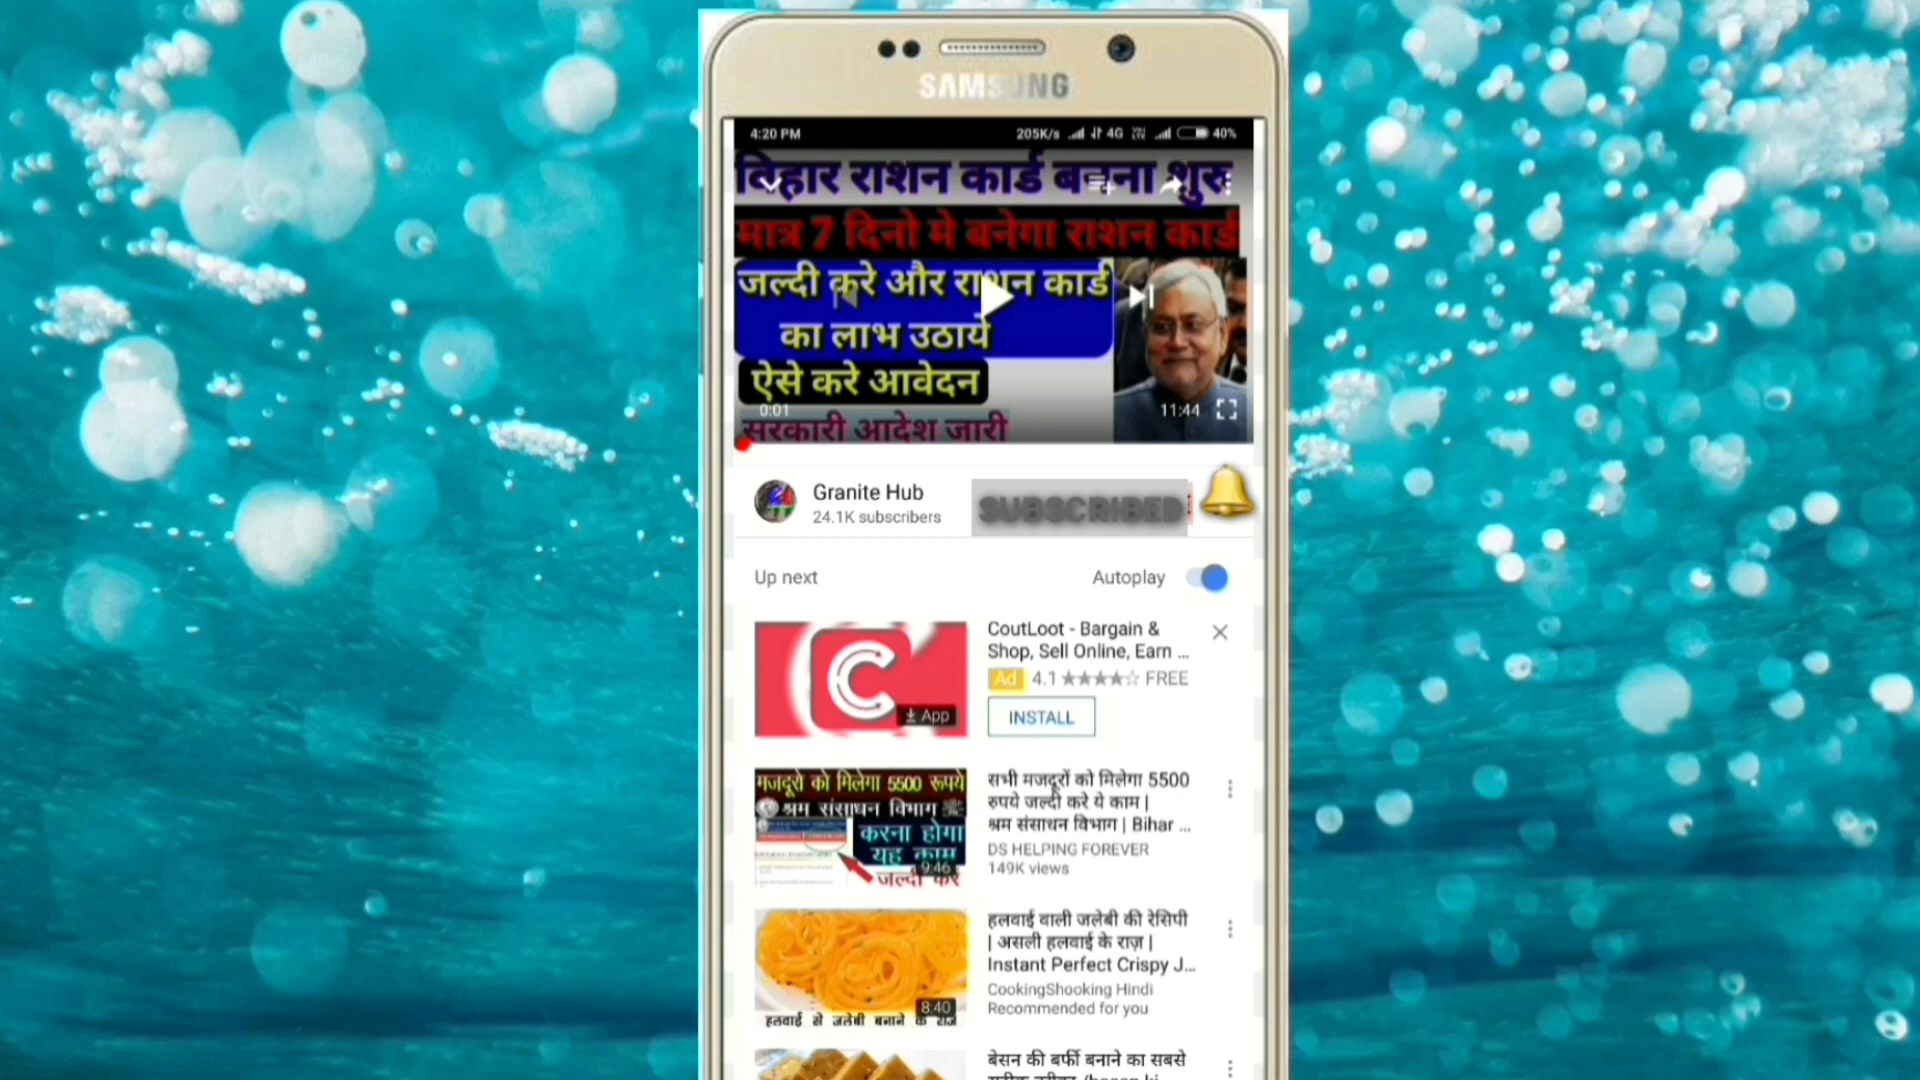 SAMSUNG
4:20 PM 205K/s 4G 40%
बिहार राशन कार्ड बनना शुरु
मात्र 7 दिनो मे बनेगा राशन कार्ड
जल्दी करे और राशन कार्ड
का लाभ उठाये
ऐसे करे आवेदन
0:01 11:44
सरकारी आदेश जारी
Granite Hub
24.1K subscribers
SUBSCRIBED
Up next Autoplay
CoutLoot - Bargain &
Shop, Sell Online, Earn ...
Ad 4.1 FREE
App
INSTALL
मजदूरो को मिलेगा 5500 रूपये
श्रम संसाधन विभाग
करना होगा
यह काम
9:46
जल्दी करे
सभी मजदूरों को मिलेगा 5500
रुपये जल्दी करे ये काम |
श्रम संसाधन विभाग | Bihar ...
DS HELPING FOREVER
149K views
8:40
हलवाई से जलेबी बनाने के राज
हलवाई वाली जलेबी की रेसिपी
| असली हलवाई के राज़ |
Instant Perfect Crispy J...
CookingShooking Hindi
Recommended for you
बेसन की बर्फी बनाने का सबसे